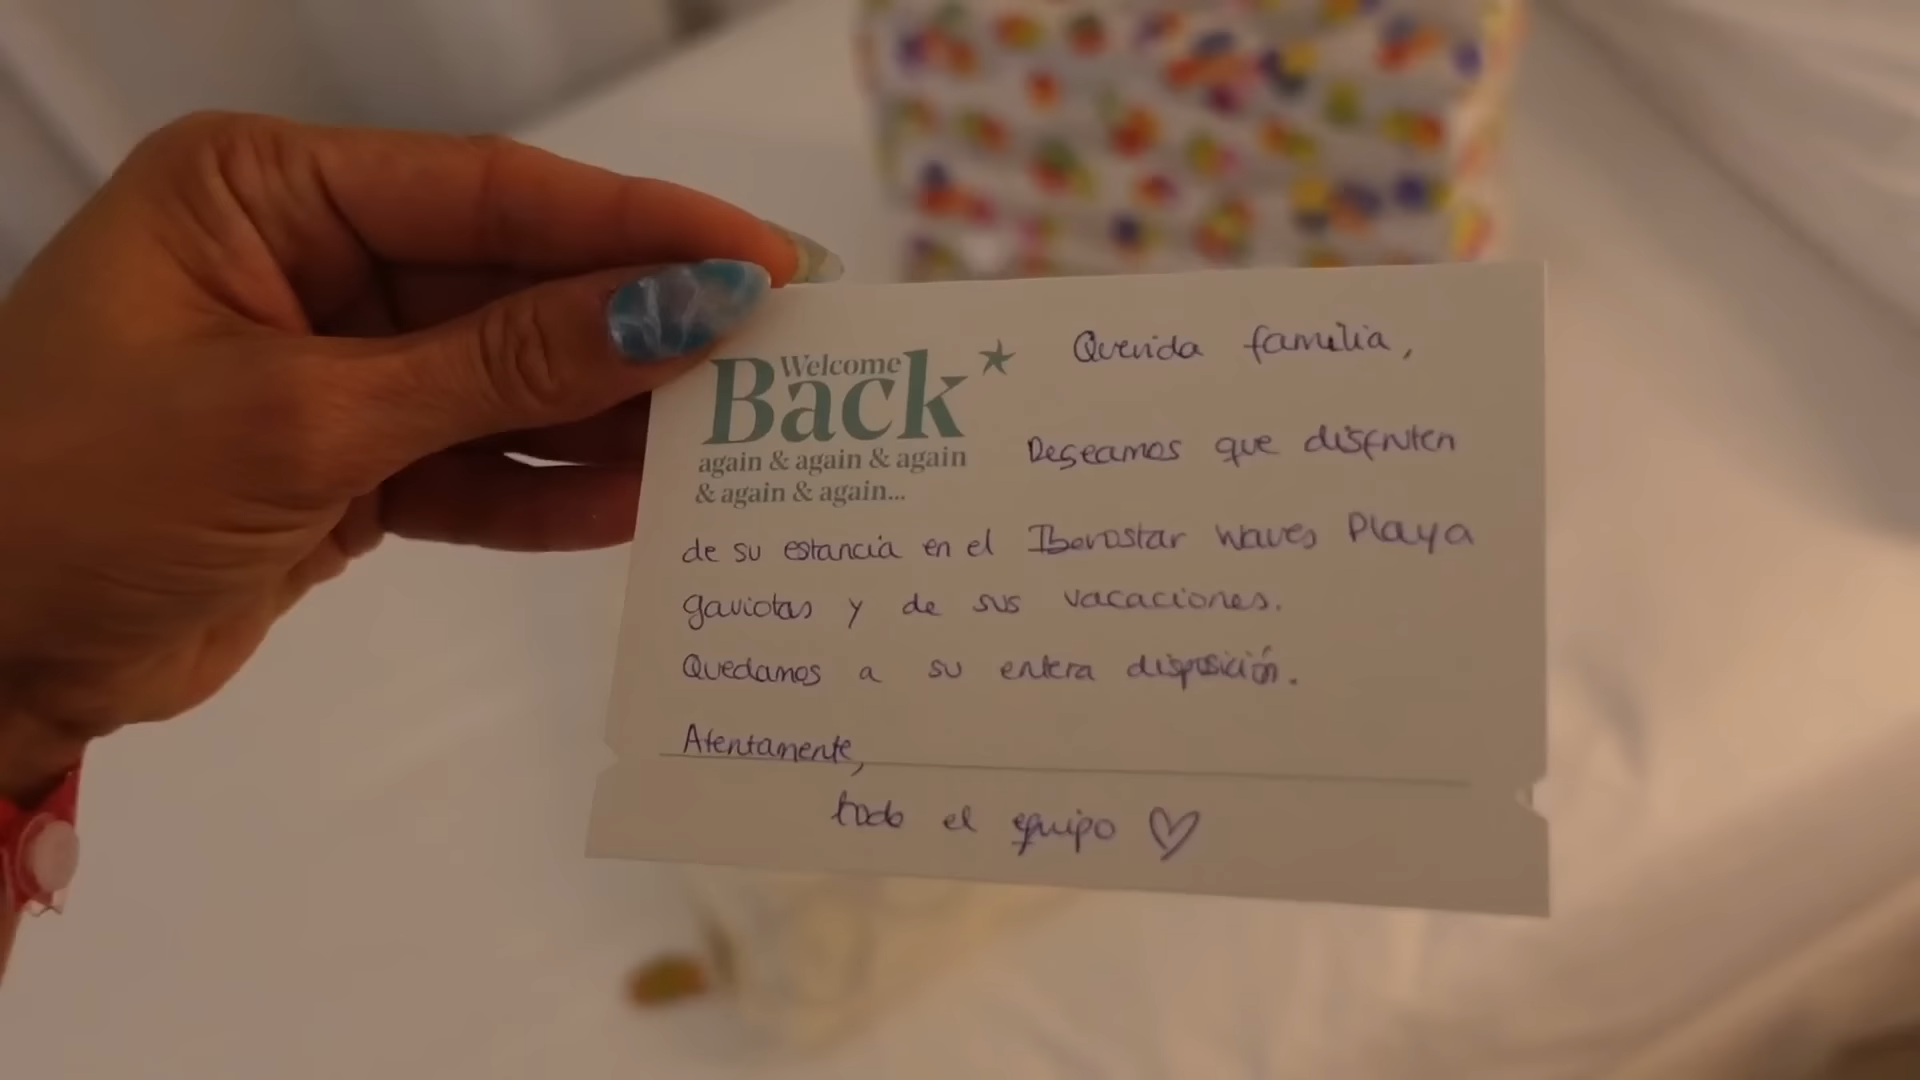 Welcome
Back
again & again & again
& again & again...
Querida familia,
Deseamos que disfruten
de su estancia en el Iberostar Waves Playa
gaviotas y de sus vacaciones.
Quedamos a su entera disposición.
Atentamente,
todo el equipo ♡